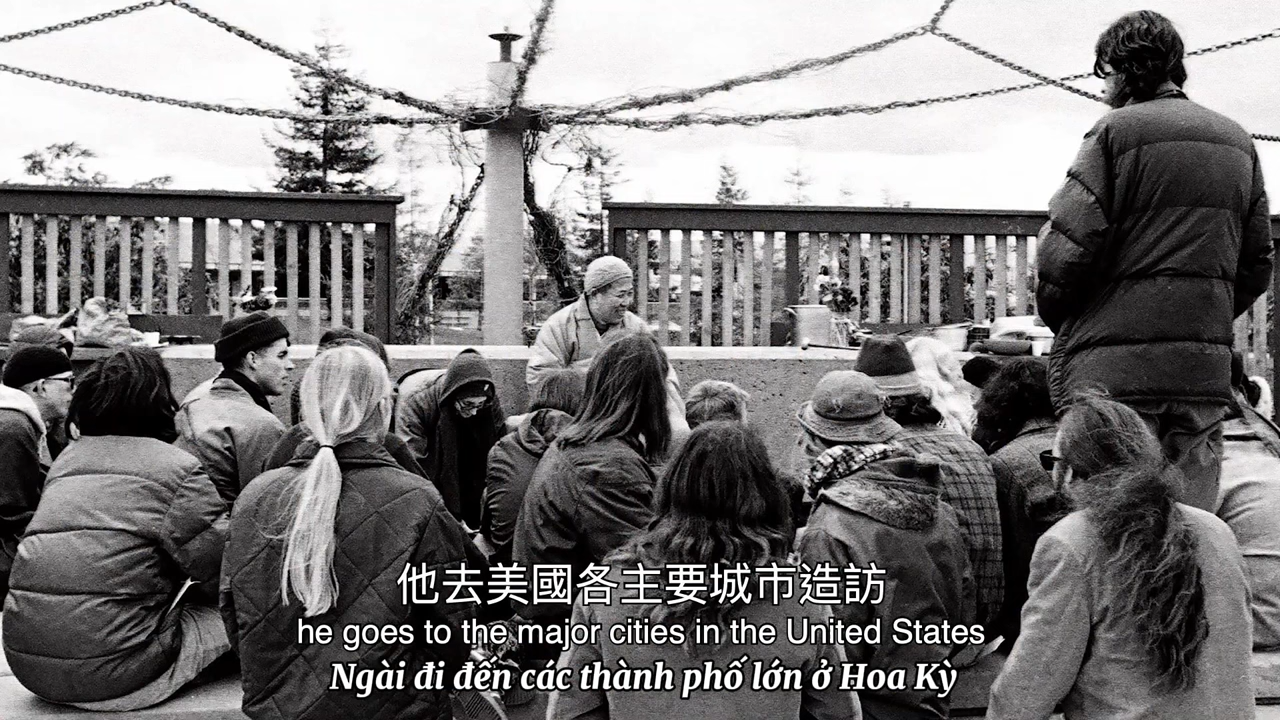 他去美國各主要城市造訪
he goes to the major cities in the United States
Ngài đi đến các thành phố lớn ở Hoa Kỳ